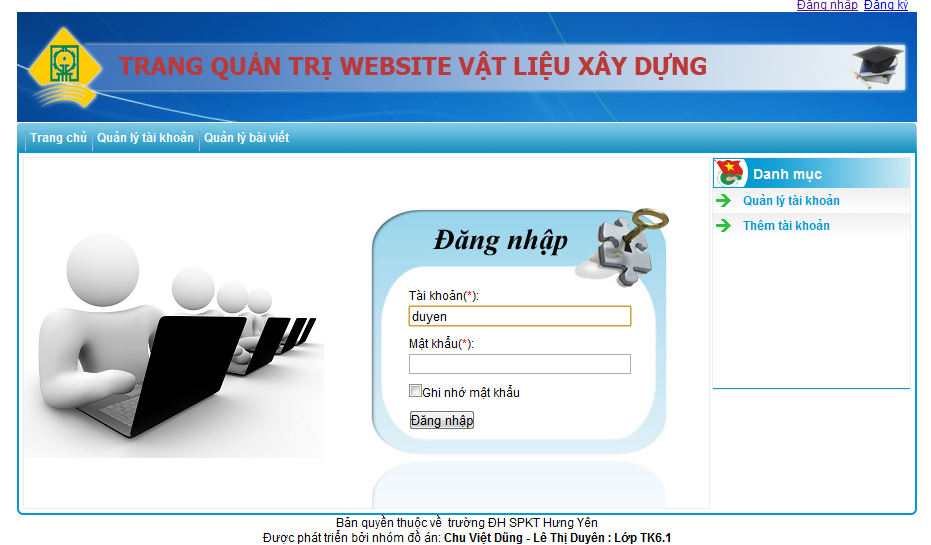 Đăng nhập Đăng ký
TRANG QUẢN TRỊ WEBSITE VẬT LIỆU XÂY DỰNG
Trang chủ Quản lý tài khoản Quản lý bài viết
Danh mục
Quản lý tài khoản
Thêm tài khoản
Đăng nhập
Tài khoản(*):
duyen
Mật khẩu(*):
Ghi nhớ mật khẩu
Đăng nhập
Bản quyền thuộc về trường ĐH SPKT Hưng Yên
Được phát triển bởi nhóm đồ án: Chu Việt Dũng - Lê Thị Duyên : Lớp TK6.1